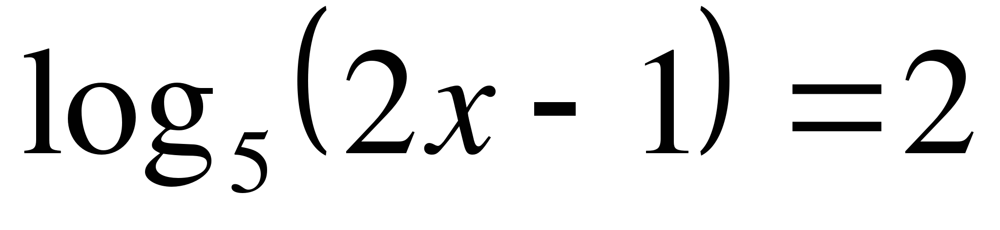 log₅ (2x - 1) = 2